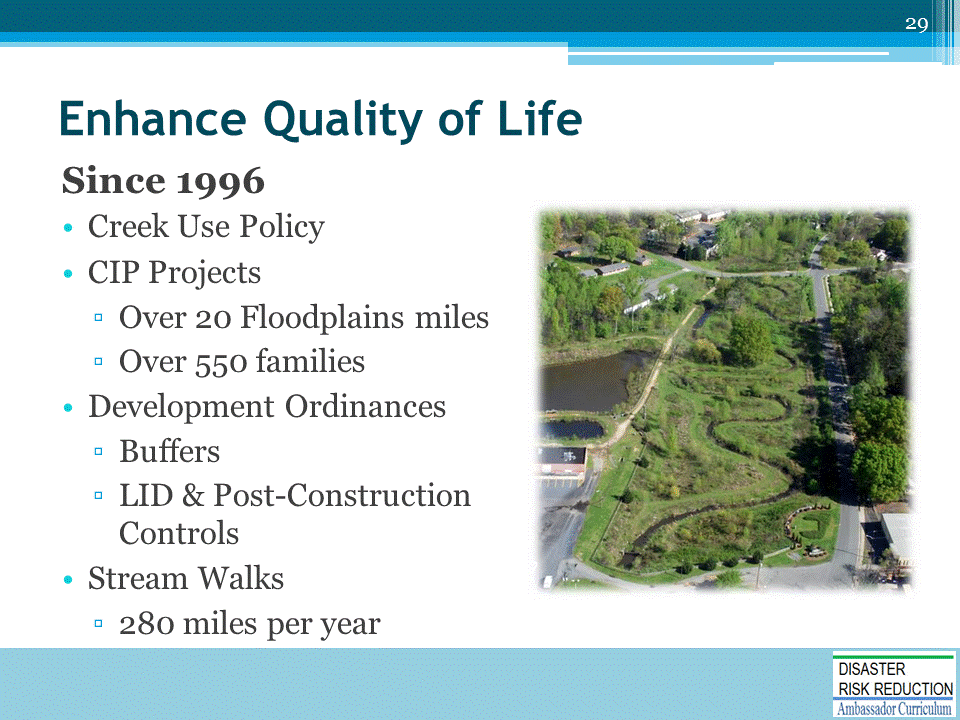 29
Enhance Quality of Life
Since 1996
• Creek Use Policy
• CIP Projects
▫ Over 20 Floodplains miles
▫ Over 550 families
• Development Ordinances
▫ Buffers
▫ LID & Post-Construction
Controls
• Stream Walks
▫ 280 miles per year
DISASTER
RISK REDUCTION
Ambassador Curriculum